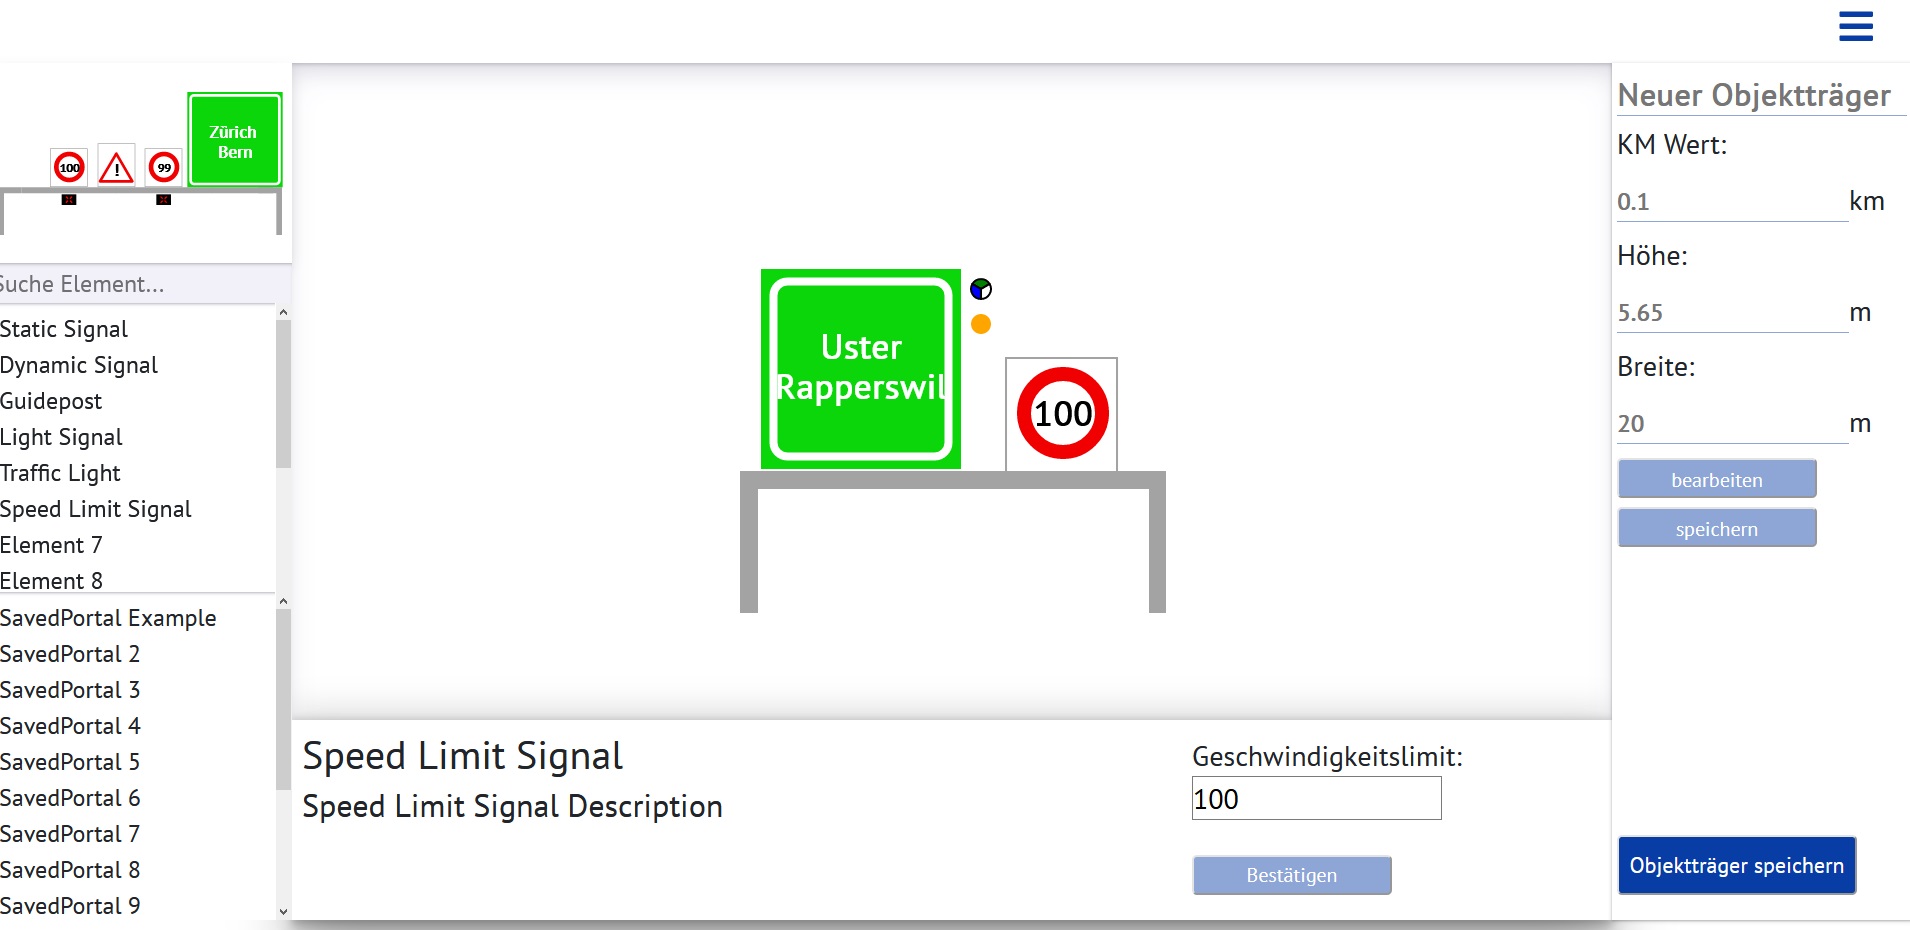 Zürich
Bern
100
!
99
Suche Element...
Static Signal
Dynamic Signal
Guidepost
Light Signal
Traffic Light
Speed Limit Signal
Element 7
Element 8
SavedPortal Example
SavedPortal 2
SavedPortal 3
SavedPortal 4
SavedPortal 5
SavedPortal 6
SavedPortal 7
SavedPortal 8
SavedPortal 9
Uster
Rapperswil
100
Speed Limit Signal
Speed Limit Signal Description
Geschwindigkeitslimit:
100
Bestätigen
Neuer Objektträger
KM Wert:
0.1 km
Höhe:
5.65 m
Breite:
20 m
bearbeiten
speichern
Objektträger speichern